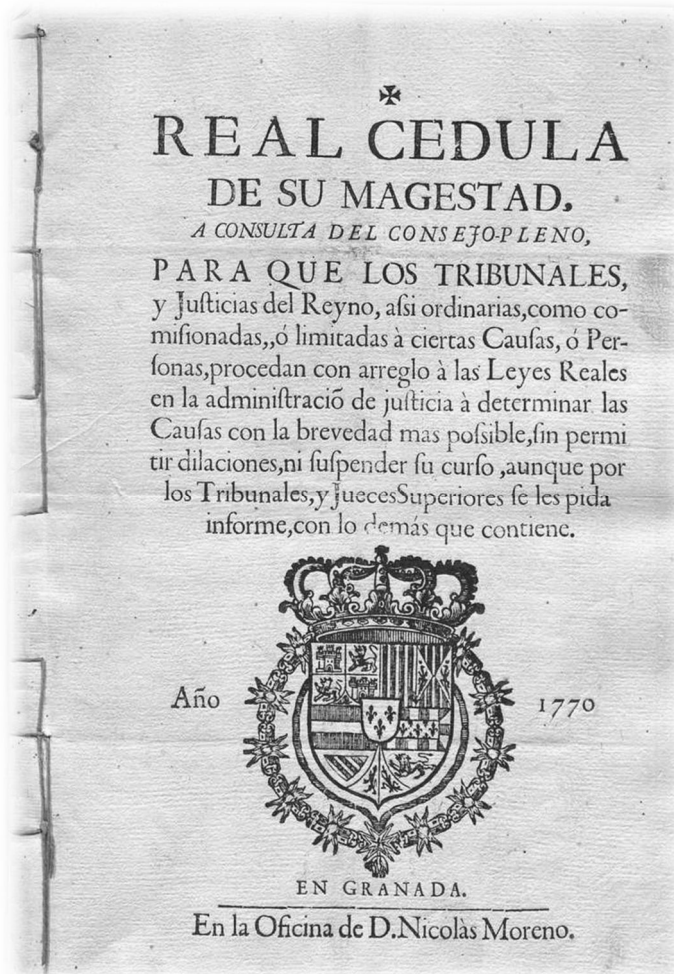 ✠
REAL CEDULA
DE SU MAGESTAD,
A CONSULTA DEL CONSEJO-PLENO,
PARA QUE LOS TRIBUNALES,
y Juſticias del Reyno, aſsi ordinarias,como co-
miſionadas,,ó limitadas à ciertas Cauſas, ó Per-
ſonas,procedan con arreglo à las Leyes Reales
en la adminiſtraciõ de juſticia à determinar las
Cauſas con la brevedad mas poſsible,ſin permi
tir dilaciones,ni ſuſpender ſu curſo ,aunque por
los Tribunales,y JuecesSuperiores ſe les pida
informe,con lo demás que contiene.
Año 1770
EN GRANADA.
En la Oficina de D.Nicolàs Moreno.